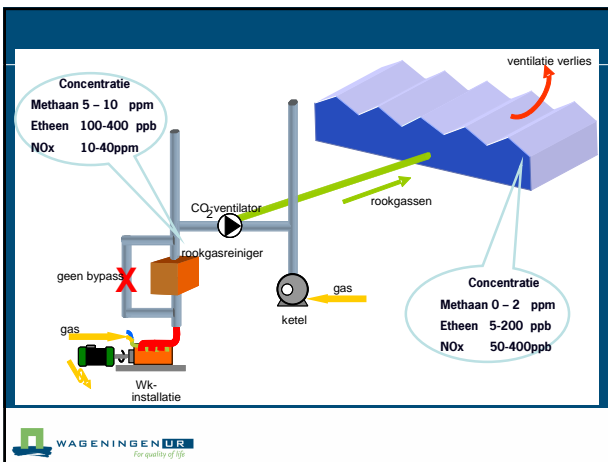 ventilatie verlies
Concentratie
Methaan 5 – 10 ppm
Etheen 100-400 ppb
NOx 10-40ppm
CO2-ventilator
rookgassen
rookgasreiniger
geen bypass
X
gas
ketel
Concentratie
Methaan 0 – 2 ppm
Etheen 5-200 ppb
NOx 50-400ppb
gas
Wk-
installatie
WAGENINGEN UR
For quality of life